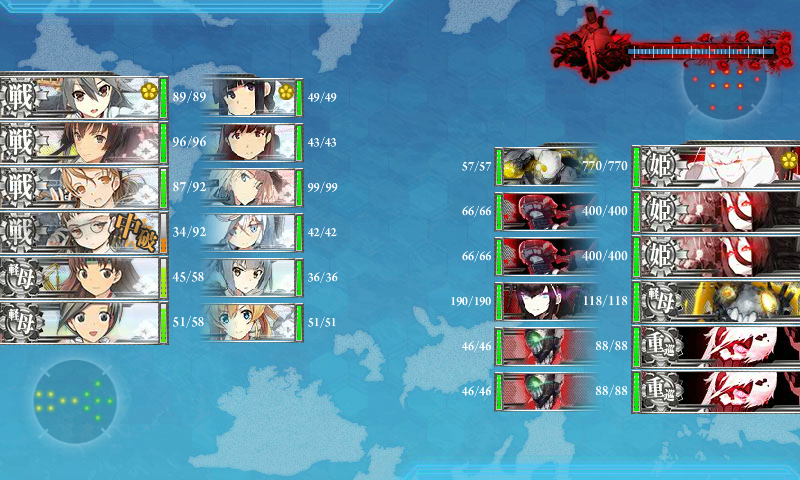 戦 89/89 49/49
戦 96/96 43/43
戦 87/92 99/99
戦 中破 34/92 42/42
軽母 45/58 36/36
軽母 51/58 51/51
57/57 770/770 姫
66/66 400/400 姫
66/66 400/400 姫
190/190 118/118 軽母
46/46 88/88 重巡
46/46 88/88 重巡